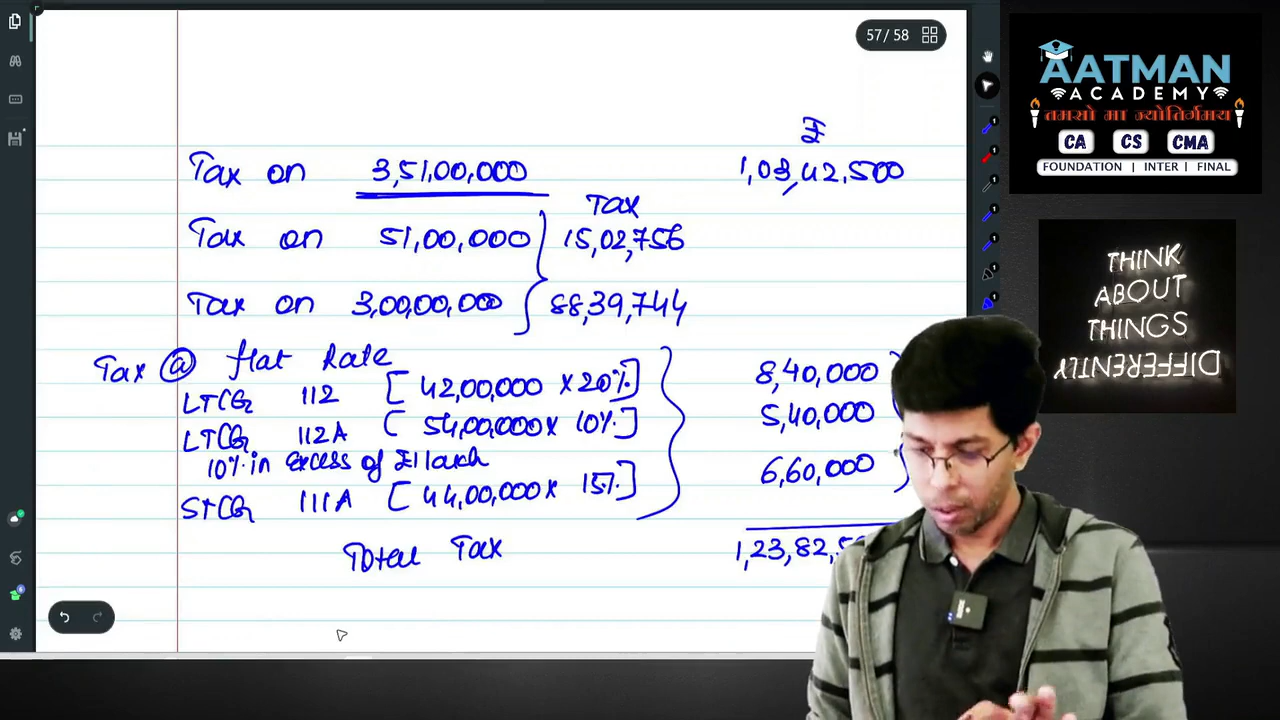 57/58
AATMAN
ACADEMY
तमसो मा ज्योतिर्गमय
CA CS CMA
FOUNDATION | INTER | FINAL
THINK
ABOUT
THINGS
DIFFERENTLY
₹
Tax on 3,51,00,000 1,03,42,500
Tax
Tax on 51,00,000 15,02,756
Tax on 3,00,00,000 88,39,744
Tax @ flat Rate
LTCG 112 [42,00,000 × 20%] 8,40,000
LTCG 112A [54,00,000 × 10%] 5,40,000
10% in excess of ₹1 lakh
STCG 111A [44,00,000 × 15%] 6,60,000
Total Tax 1,23,82,5